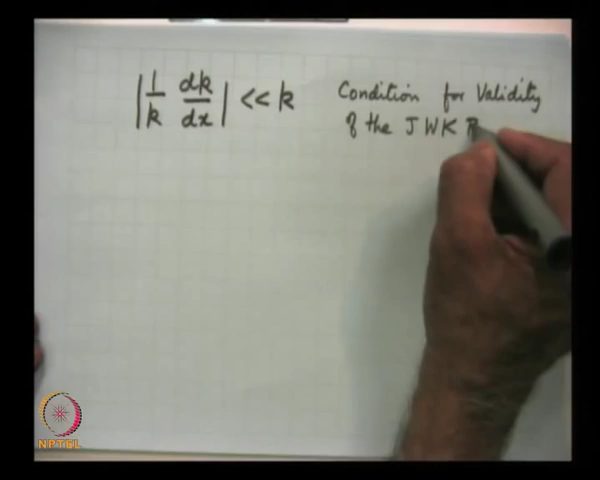 |1/k dk/dx| << k
Condition for Validity
of the JWK
NPTEL